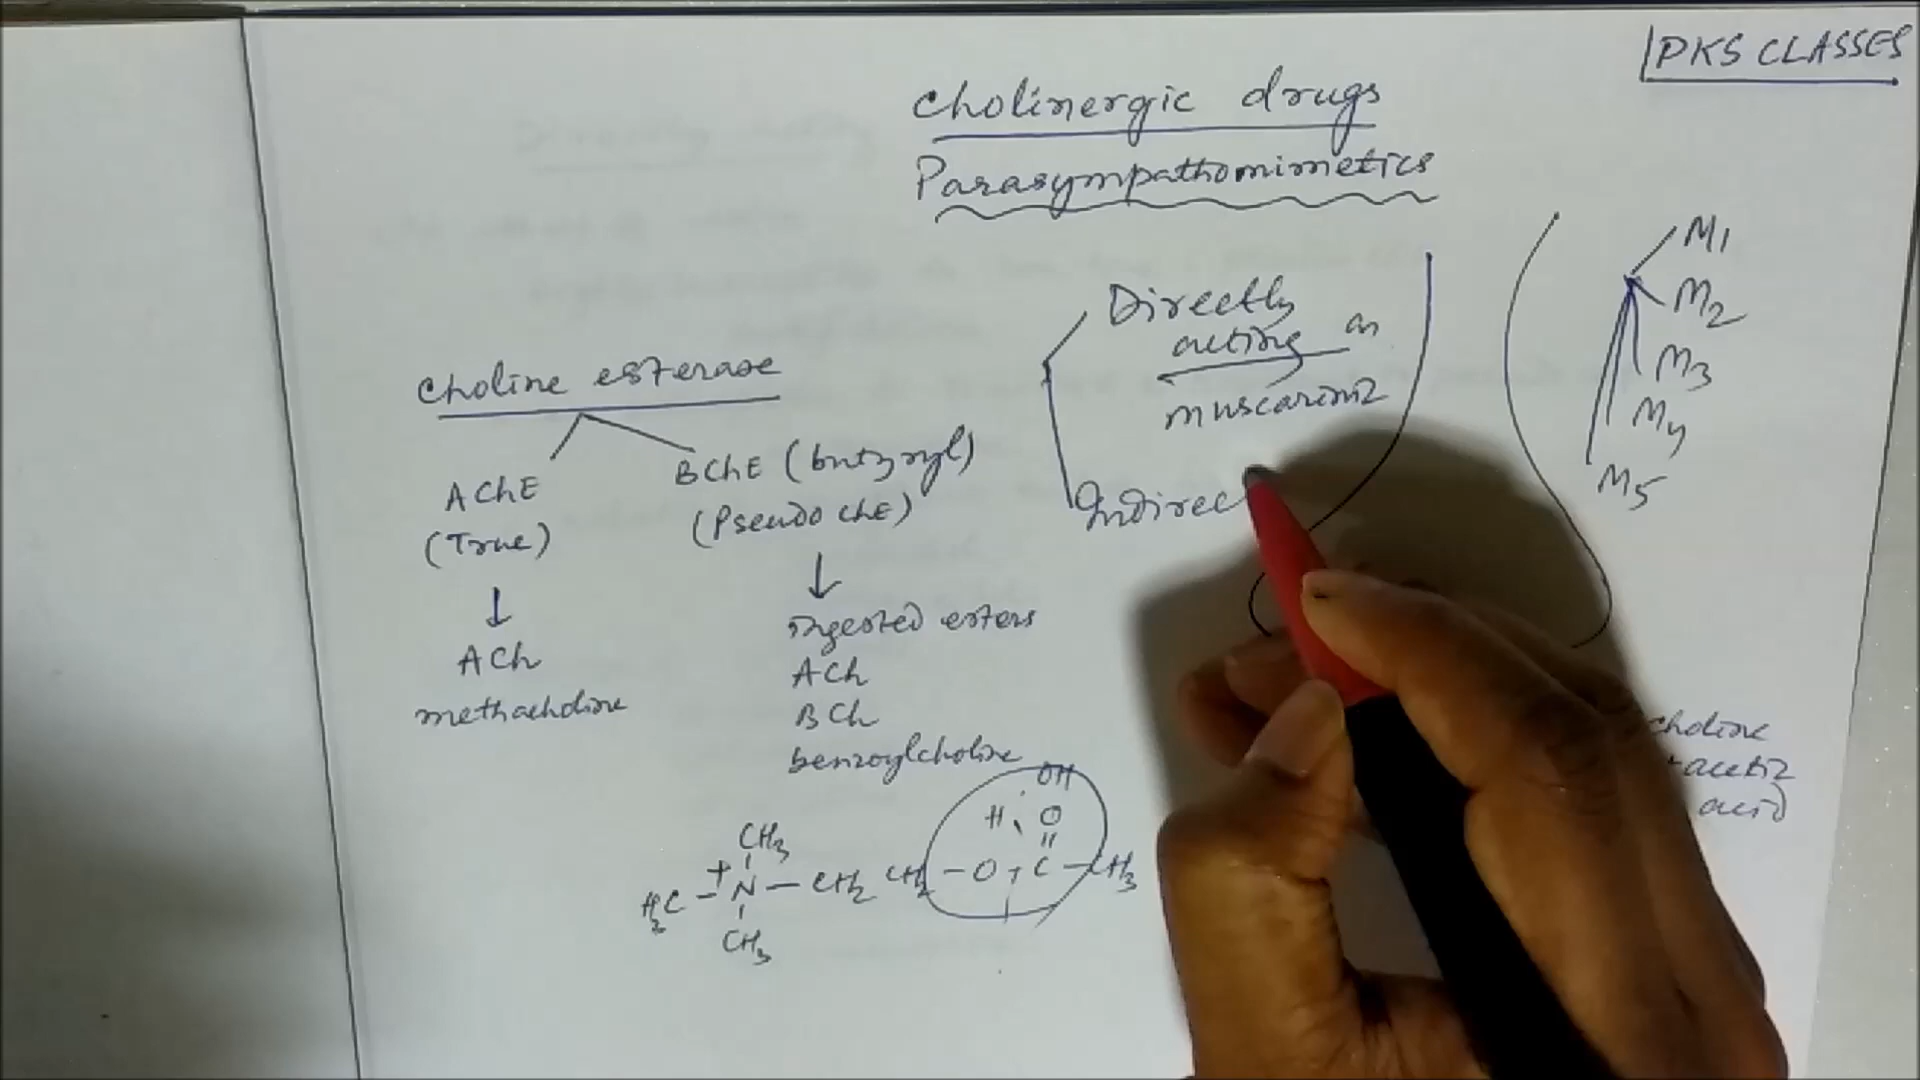 PKS CLASSES
Cholinergic drugs
Parasympathomimetics
Directly
acting on
muscarinic
Indirect
M1
M2
M3
M4
M5
Choline esterase
AChE
(True)
↓
ACh
methacholine
BChE (butyryl)
(Pseudo ChE)
↓
ingested esters
ACh
BCh
benzoylcholine
OH
H O
CH3
H3C - N+ - CH2 CH2 - O - C - CH3
CH3
choline
+ acetic
acid